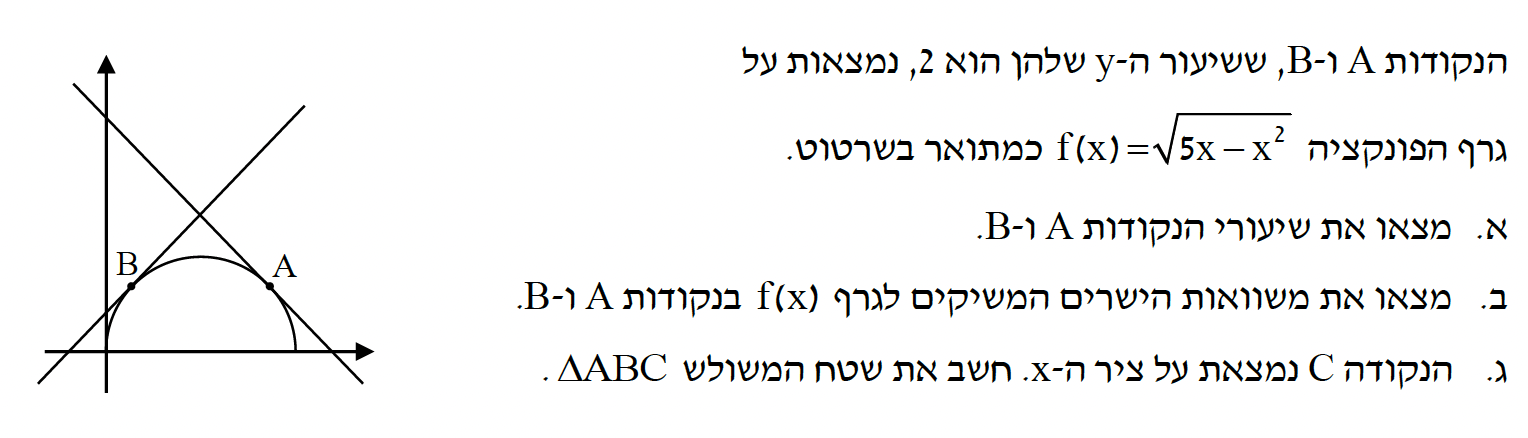 הנקודות A ו-B, ששיעור ה-y שלהן הוא 2, נמצאות על
גרף הפונקציה f(x)=√(5x – x²) כמתואר בשרטוט.
א. מצאו את שיעורי הנקודות A ו-B.
ב. מצאו את משוואות הישרים המשיקים לגרף f(x) בנקודות A ו-B.
ג. הנקודה C נמצאת על ציר ה-x. חשב את שטח המשולש ΔABC .
B
A